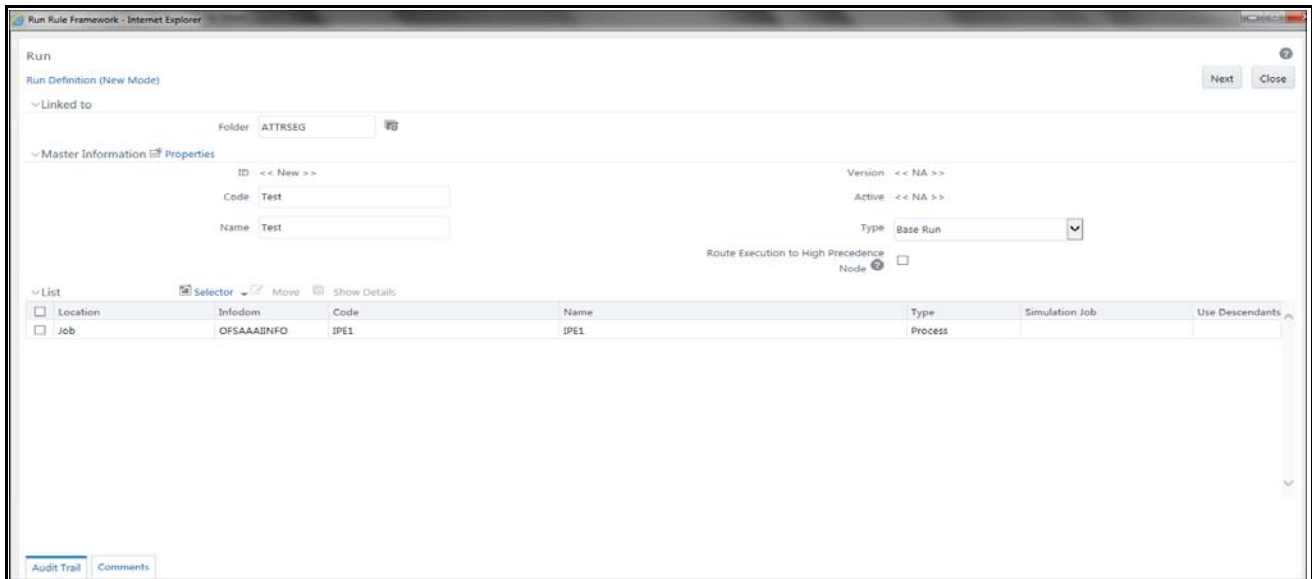 Run Rule Framework - Internet Explorer
Run
Run Definition (New Mode)
Next Close
Linked to
Folder ATTRSEG
Master Information Properties
ID << New >> Version << NA >>
Code Test Active << NA >>
Name Test Type Base Run
Route Execution to High Precedence
Node
List Selector Move Show Details
Location Infodom Code Name Type Simulation Job Use Descendants
Job OFSAAAIINFO IPE1 IPE1 Process
Audit Trail Comments